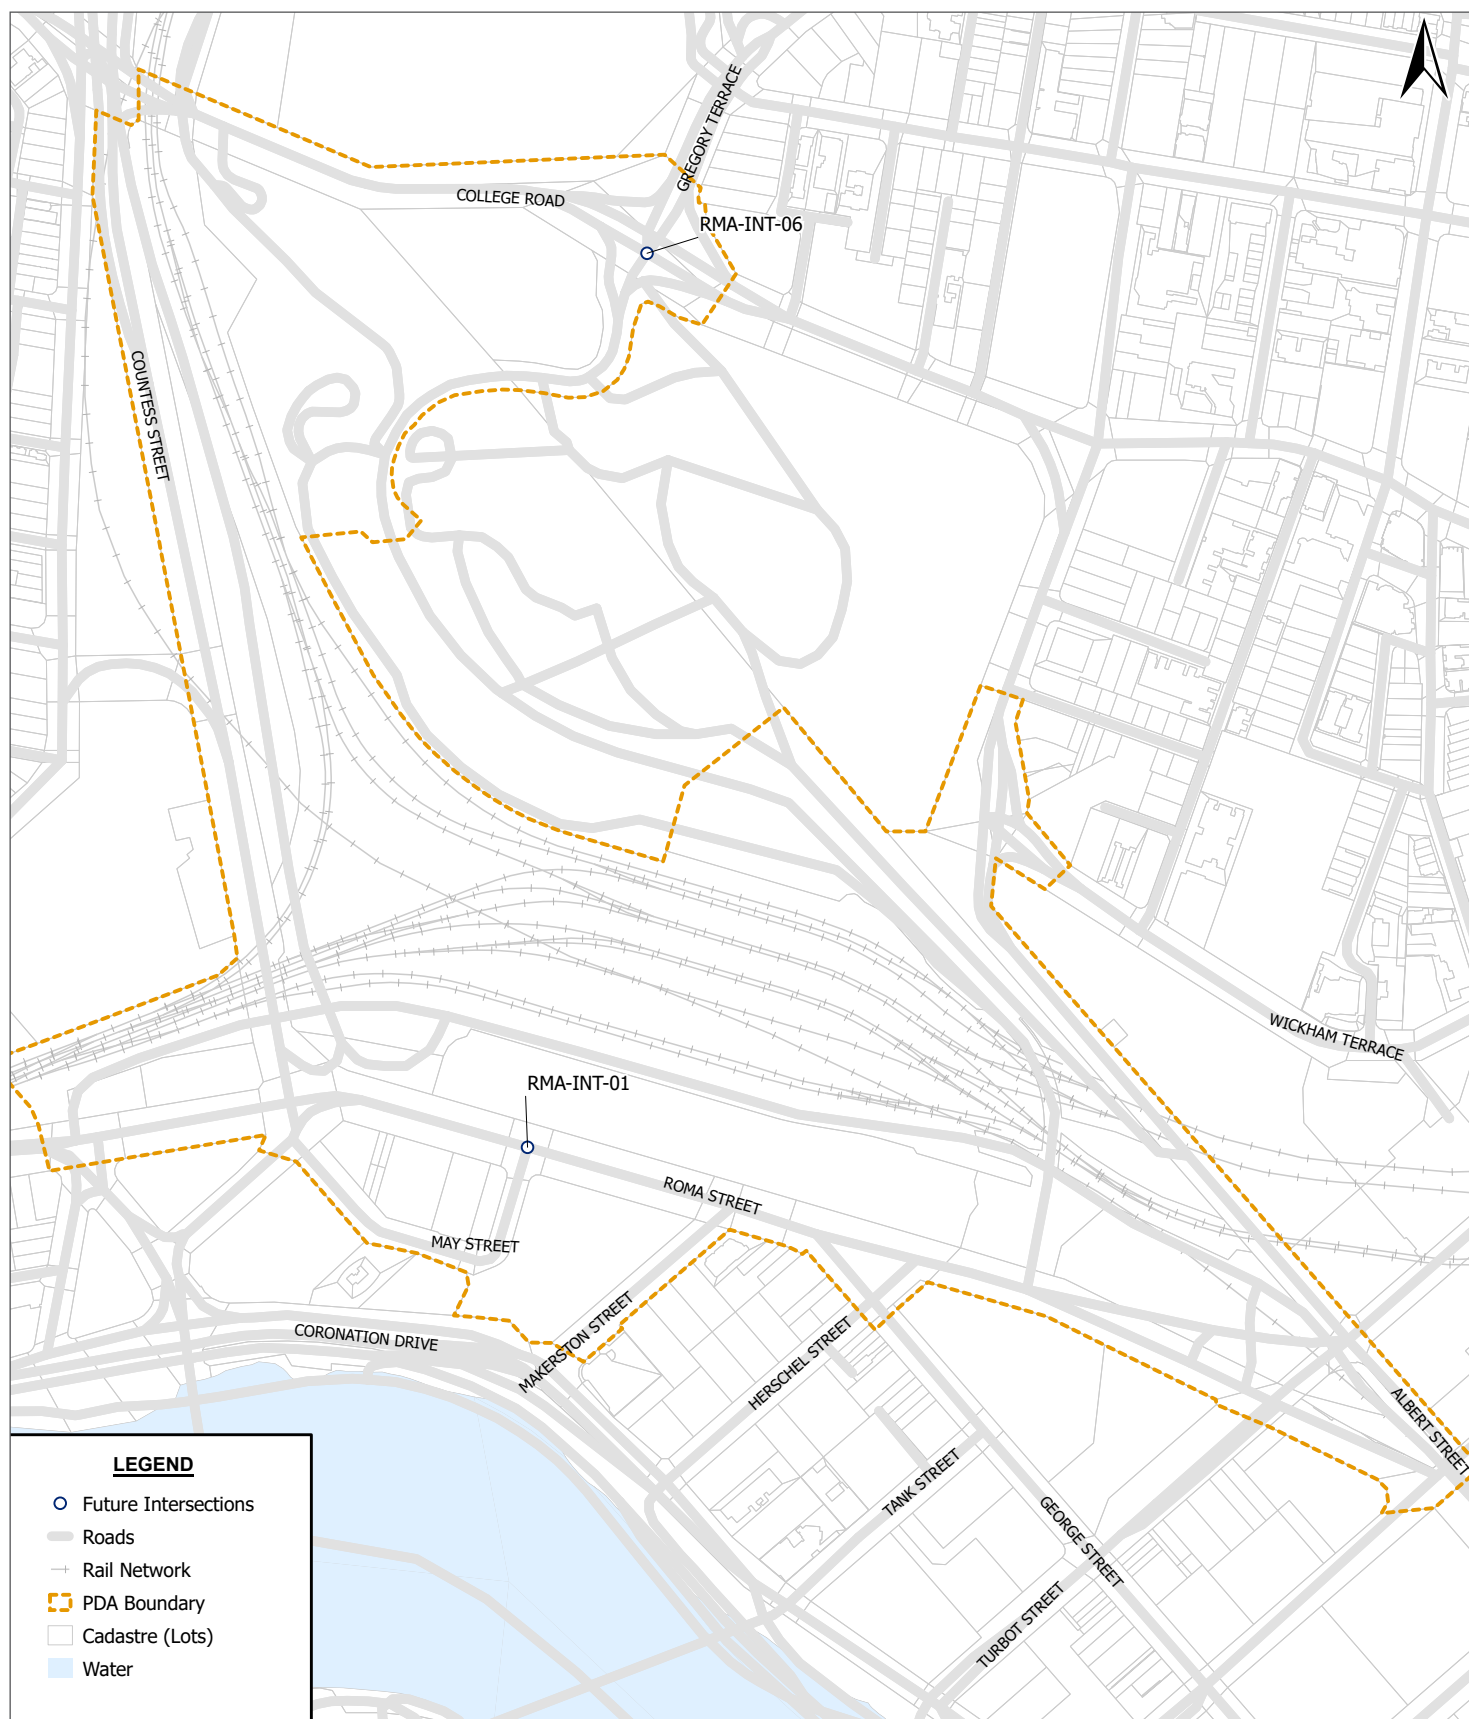 GREGORY TERRACE
COLLEGE ROAD
RMA-INT-06
COUNTESS STREET
WICKHAM TERRACE
RMA-INT-01
ROMA STREET
MAY STREET
CORONATION DRIVE
MAKERSTON STREET
HERSCHEL STREET
ALBERT STREET
TANK STREET
GEORGE STREET
TURBOT STREET
LEGEND
Future Intersections
Roads
Rail Network
PDA Boundary
Cadastre (Lots)
Water